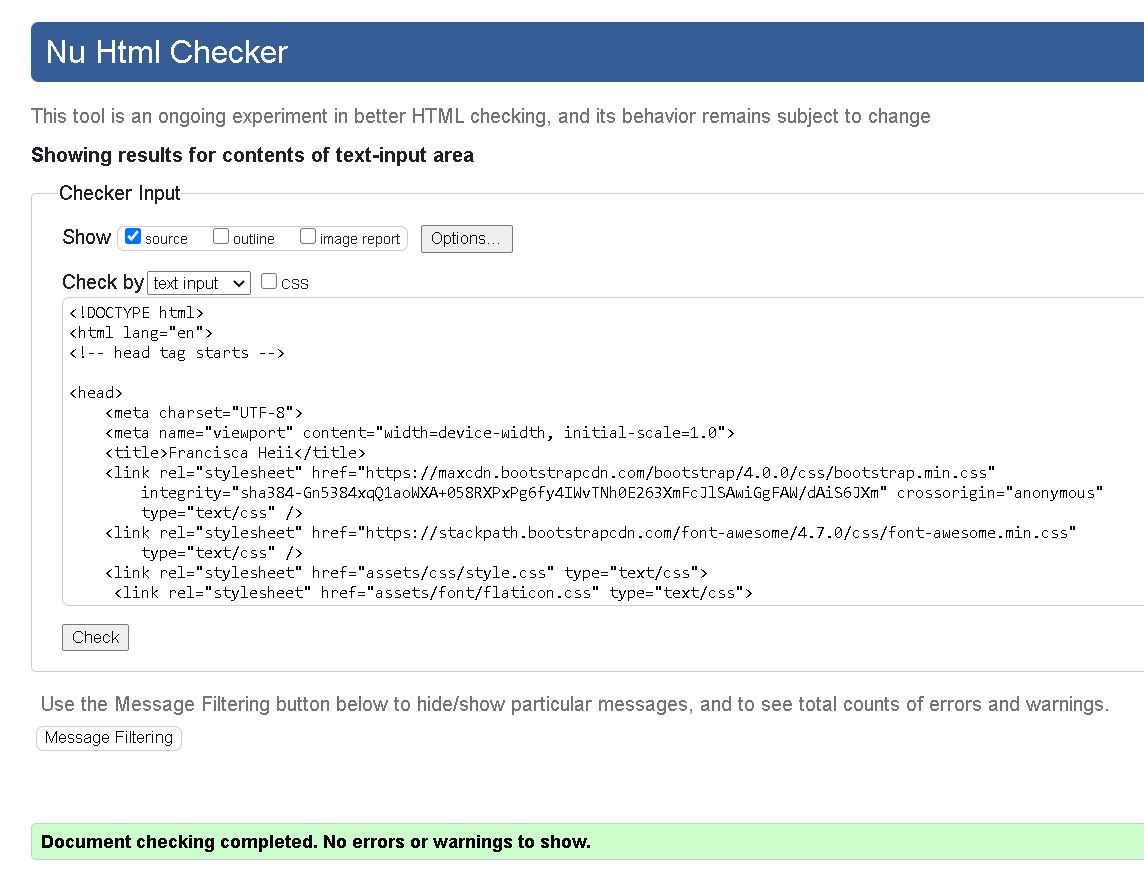 Nu Html Checker
This tool is an ongoing experiment in better HTML checking, and its behavior remains subject to change
Showing results for contents of text-input area
Checker Input
Show source outline image report Options...
Check by text input css
<!DOCTYPE html>
<html lang="en">
<!-- head tag starts -->
<head>
<meta charset="UTF-8">
<meta name="viewport" content="width=device-width, initial-scale=1.0">
<title>Francisca Heii</title>
<link rel="stylesheet" href="https://maxcdn.bootstrapcdn.com/bootstrap/4.0.0/css/bootstrap.min.css"
integrity="sha384-Gn5384xqQ1aoWXA+058RXPxPg6fy4IWvTNh0E263XmFcJlSAwiGgFAW/dAiS6JXm" crossorigin="anonymous"
type="text/css" />
<link rel="stylesheet" href="https://stackpath.bootstrapcdn.com/font-awesome/4.7.0/css/font-awesome.min.css"
type="text/css" />
<link rel="stylesheet" href="assets/css/style.css" type="text/css">
<link rel="stylesheet" href="assets/font/flaticon.css" type="text/css">
Check
Use the Message Filtering button below to hide/show particular messages, and to see total counts of errors and warnings.
Message Filtering
Document checking completed. No errors or warnings to show.